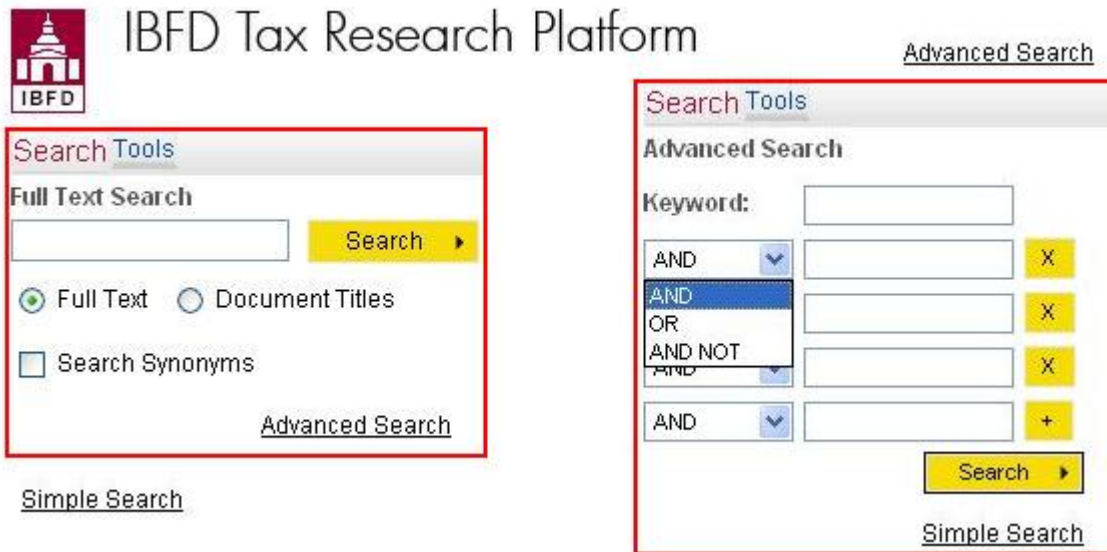 IBFD Tax Research Platform
IBFD
Advanced Search
Search Tools
Full Text Search
Search
Full Text
Document Titles
Search Synonyms
Advanced Search
Simple Search
Search Tools
Advanced Search
Keyword:
AND
X
AND
OR
X
AND NOT
AND
X
AND
+
Search
Simple Search